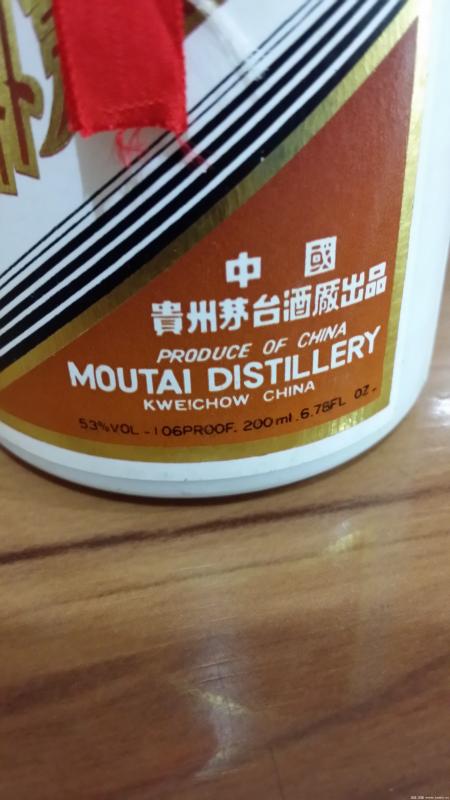 中國
貴州茅台酒厰出品
PRODUCE OF CHINA
MOUTAI DISTILLERY
KWEICHOW CHINA
53%VOL - 106PROOF. 200ml. 6.78FL OZ.